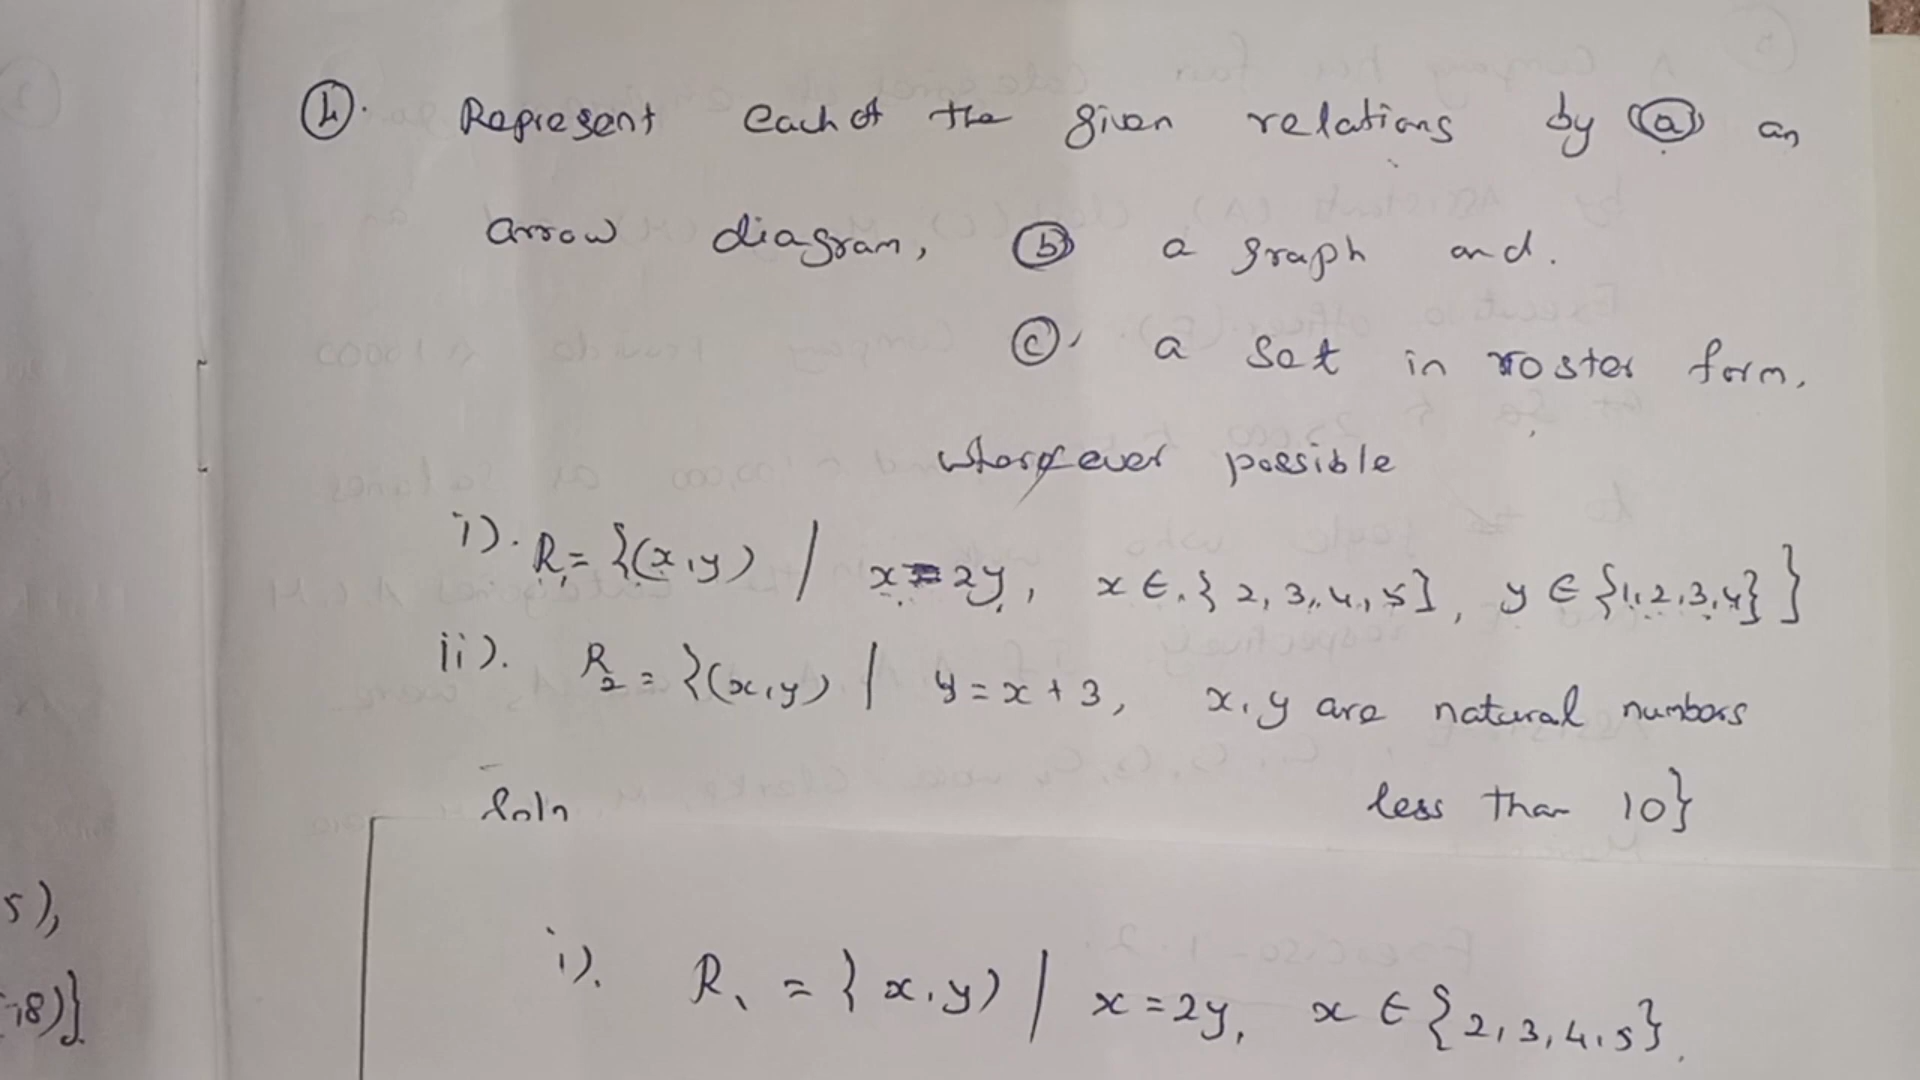 4. Represent each of the given relations by (a) an
arrow diagram, (b) a graph and.
(c) a set in roster form,
wherever possible
i). R₁ = {(x,y) / x = 2y, x ∈ {2,3,4,5}, y ∈ {1,2,3,4}}
ii). R₂ = {(x,y) / y = x + 3, x,y are natural numbers
less than 10}
Soln
5),
18)}
i). R₁ = {x,y) / x = 2y, x ∈ {2,3,4,5},